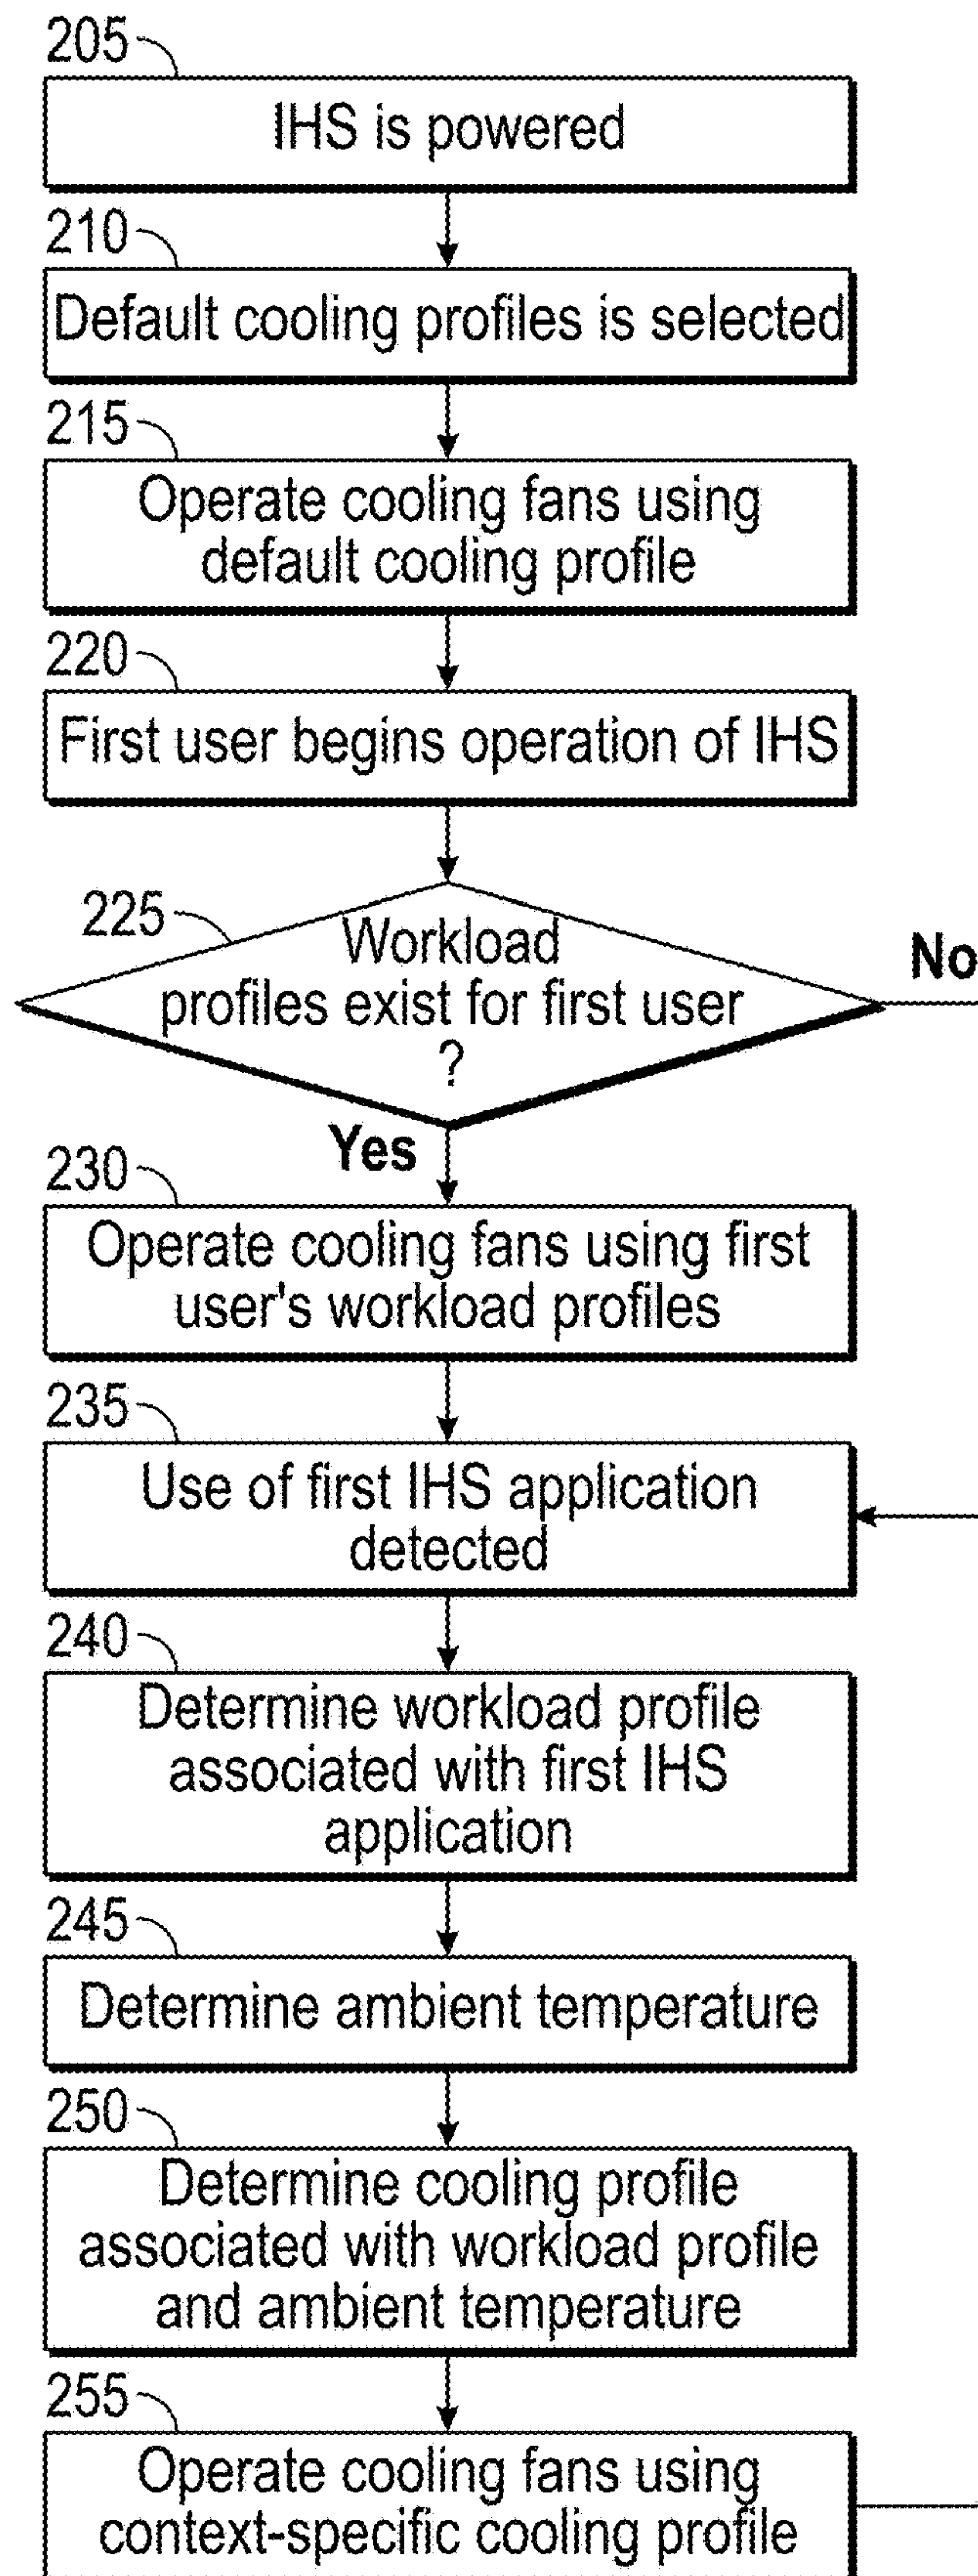 205
IHS is powered
210
Default cooling profiles is selected
215
Operate cooling fans using
default cooling profile
220
First user begins operation of IHS
225
Workload
profiles exist for first user
?
No
Yes
230
Operate cooling fans using first
user's workload profiles
235
Use of first IHS application
detected
240
Determine workload profile
associated with first IHS
application
245
Determine ambient temperature
250
Determine cooling profile
associated with workload profile
and ambient temperature
255
Operate cooling fans using
context-specific cooling profile